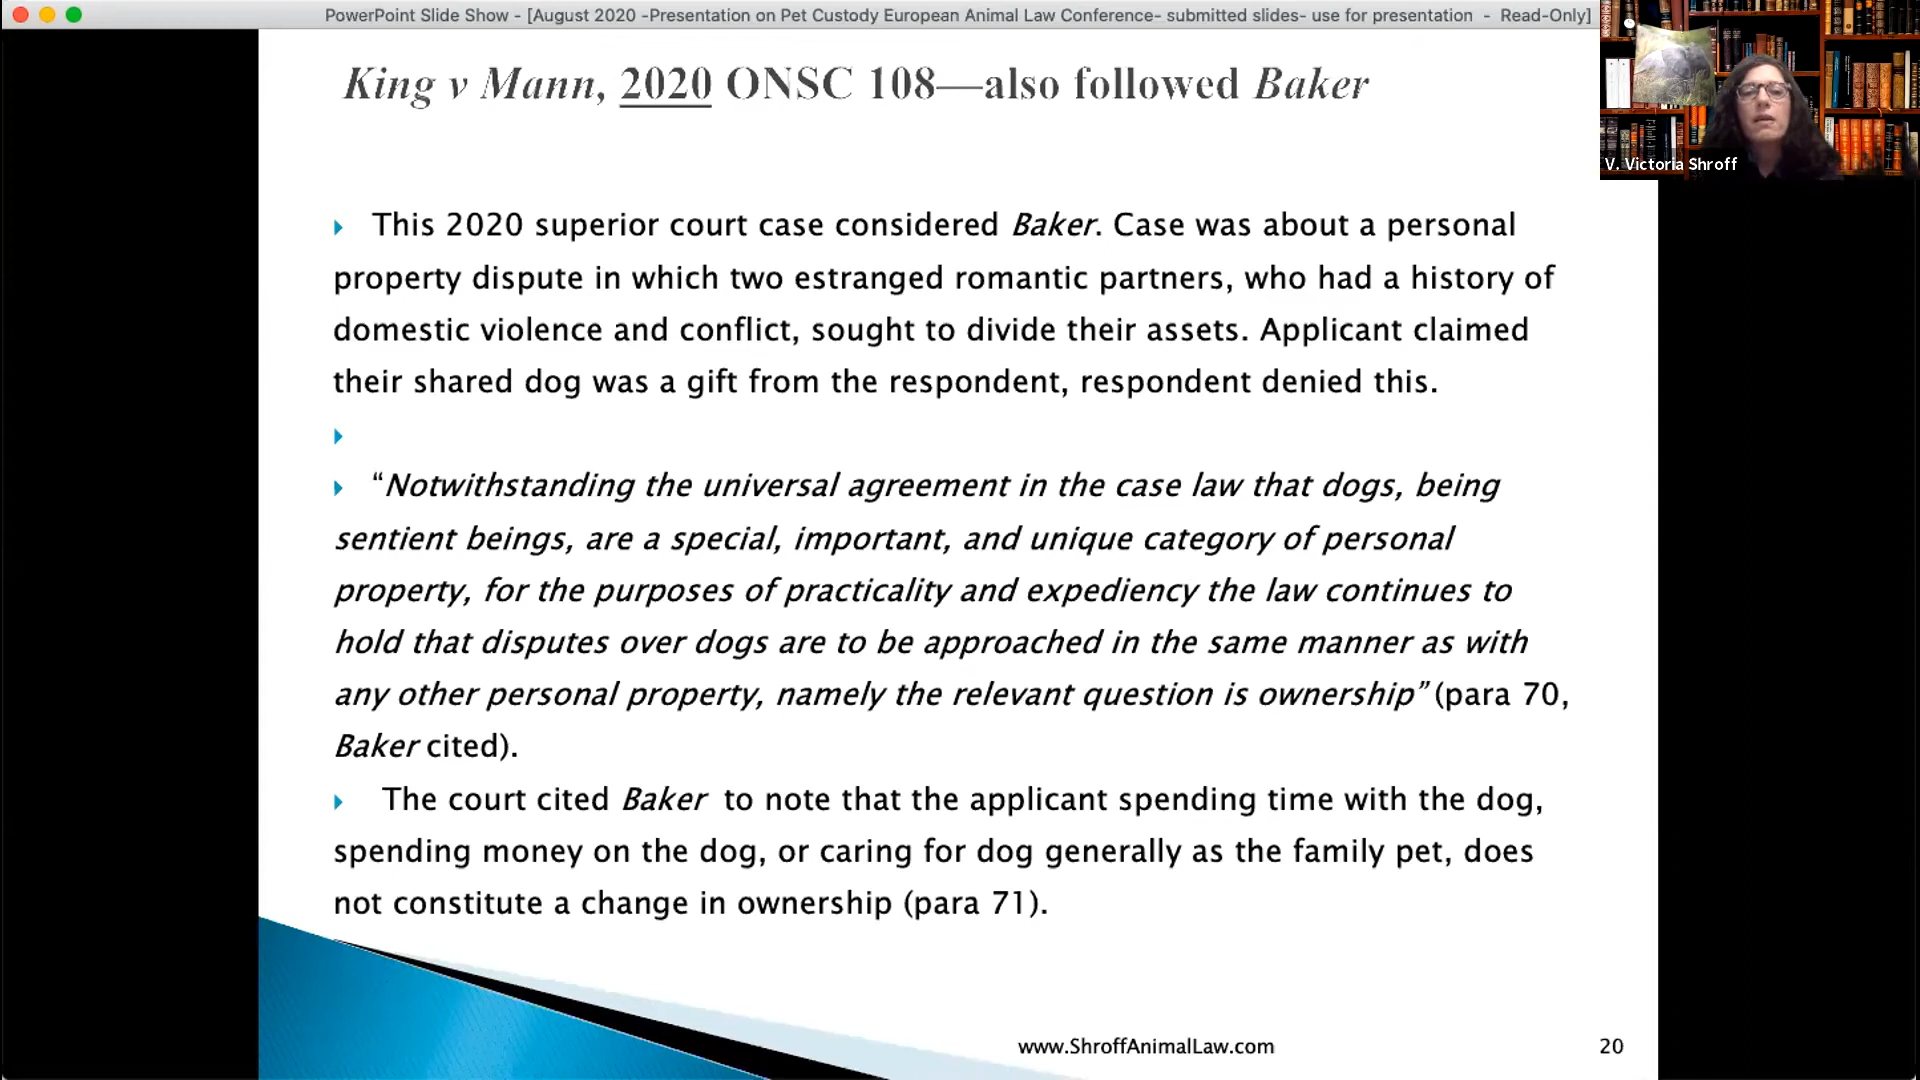 PowerPoint Slide Show - [August 2020 -Presentation on Pet Custody European Animal Law Conference- submitted slides- use for presentation - Read-Only]
King v Mann, 2020 ONSC 108—also followed Baker
V. Victoria Shroff
This 2020 superior court case considered Baker. Case was about a personal
property dispute in which two estranged romantic partners, who had a history of
domestic violence and conflict, sought to divide their assets. Applicant claimed
their shared dog was a gift from the respondent, respondent denied this.
“Notwithstanding the universal agreement in the case law that dogs, being
sentient beings, are a special, important, and unique category of personal
property, for the purposes of practicality and expediency the law continues to
hold that disputes over dogs are to be approached in the same manner as with
any other personal property, namely the relevant question is ownership” (para 70,
Baker cited).
The court cited Baker to note that the applicant spending time with the dog,
spending money on the dog, or caring for dog generally as the family pet, does
not constitute a change in ownership (para 71).
www.ShroffAnimalLaw.com
20